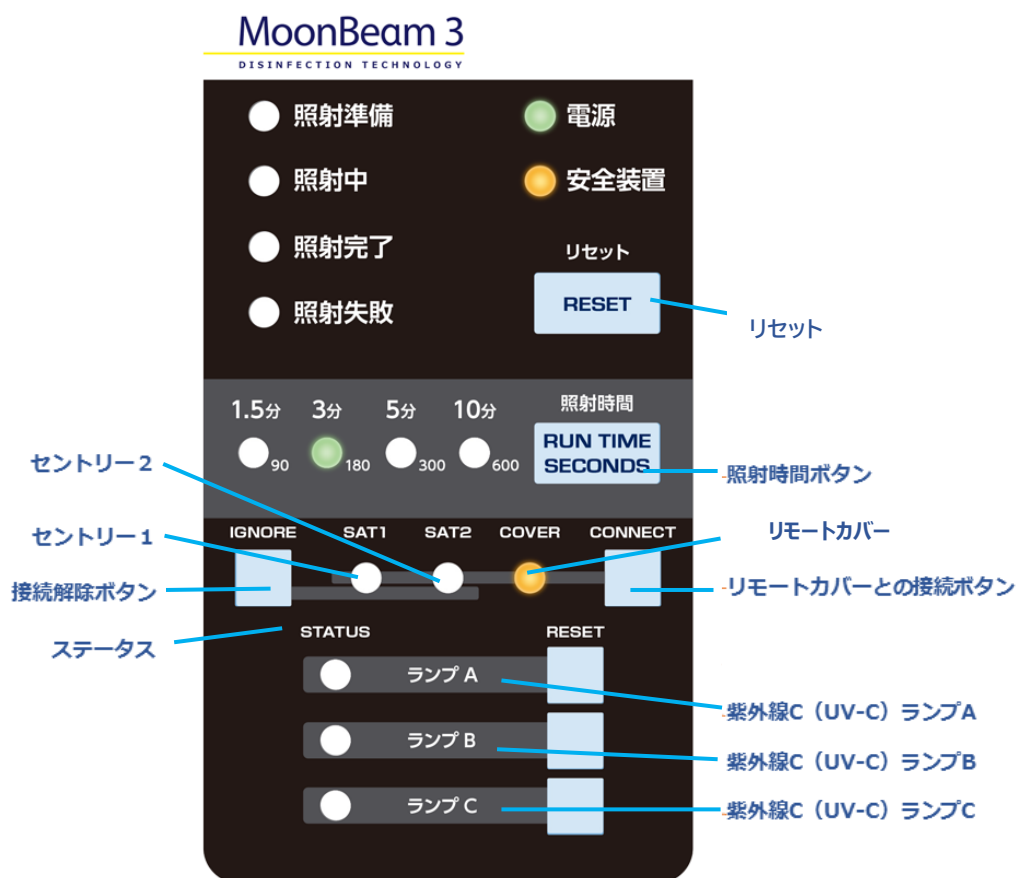 MoonBeam 3
DISINFECTION TECHNOLOGY
照射準備
電源
照射中
安全装置
照射完了
リセット
照射失敗
RESET
リセット
1.5分 3分 5分 10分
照射時間
90 180 300 600
RUN TIME
SECONDS
セントリー2
照射時間ボタン
IGNORE SAT1 SAT2 COVER CONNECT
リモートカバー
セントリー1
接続解除ボタン
リモートカバーとの接続ボタン
ステータス
STATUS RESET
ランプ A
紫外線C(UV-C)ランプA
ランプ B
紫外線C(UV-C)ランプB
ランプ C
紫外線C(UV-C)ランプC